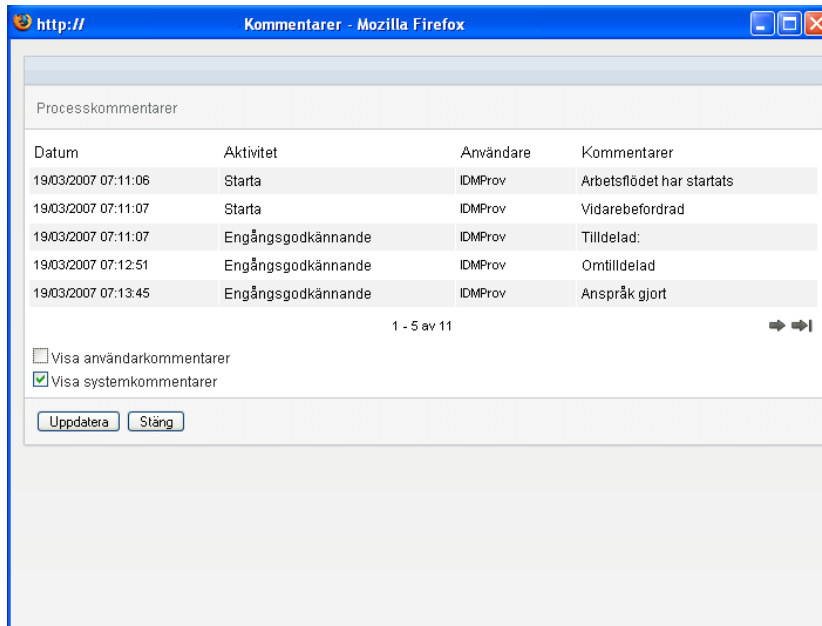 http:// Kommentarer - Mozilla Firefox
Processkommentarer
Datum Aktivitet Användare Kommentarer
19/03/2007 07:11:06 Starta IDMProv Arbetsflödet har startats
19/03/2007 07:11:07 Starta IDMProv Vidarebefordrad
19/03/2007 07:11:07 Engångsgodkännande IDMProv Tilldelad:
19/03/2007 07:12:51 Engångsgodkännande IDMProv Omtilldelad
19/03/2007 07:13:45 Engångsgodkännande IDMProv Anspråk gjort
1 - 5 av 11
Visa användarkommentarer
Visa systemkommentarer
Uppdatera Stäng